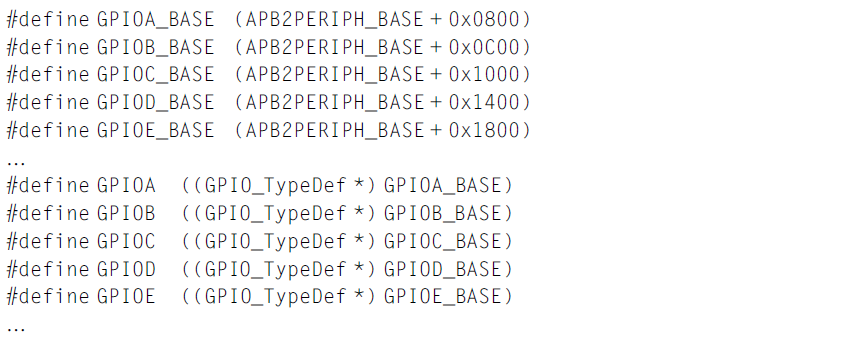 #define GPIOA_BASE (APB2PERIPH_BASE + 0x0800)
#define GPIOB_BASE (APB2PERIPH_BASE + 0x0C00)
#define GPIOC_BASE (APB2PERIPH_BASE + 0x1000)
#define GPIOD_BASE (APB2PERIPH_BASE + 0x1400)
#define GPIOE_BASE (APB2PERIPH_BASE + 0x1800)
…
#define GPIOA ((GPIO_TypeDef *) GPIOA_BASE)
#define GPIOB ((GPIO_TypeDef *) GPIOB_BASE)
#define GPIOC ((GPIO_TypeDef *) GPIOC_BASE)
#define GPIOD ((GPIO_TypeDef *) GPIOD_BASE)
#define GPIOE ((GPIO_TypeDef *) GPIOE_BASE)
…